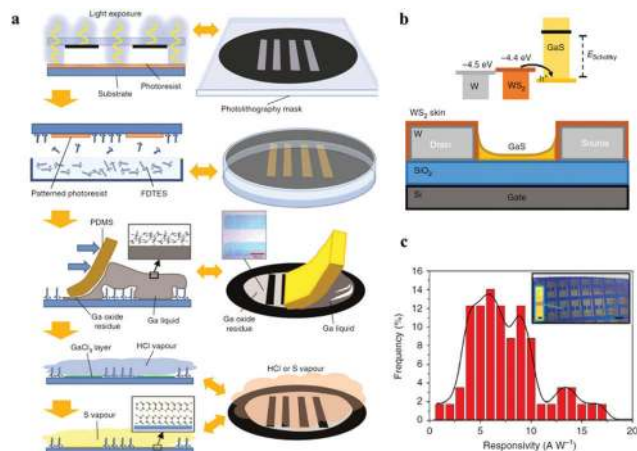 a
Light exposure
Photoresist
Substrate
Photolithography mask
Patterned photoresist
FDTES
PDMS
Ga oxide residue
Ga liquid
Ga oxide residue
Ga liquid
GaCl₃ layer
HCl vapour
HCl or S vapour
S vapour
b
GaS
E_Schottky
−4.5 eV
−4.4 eV
W
WS₂
h⁺
WS₂ skin
W
Drain
GaS
Source
SiO₂
Si
Gate
c
Frequency (%)
16
14
12
10
8
6
4
2
0
0
5
10
15
20
Responsivity (A W⁻¹)